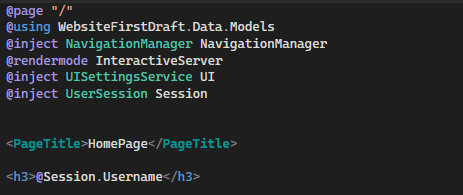 @page "/"
@using WebsiteFirstDraft.Data.Models
@inject NavigationManager NavigationManager
@rendermode InteractiveServer
@inject UISettingsService UI
@inject UserSession Session
<PageTitle>HomePage</PageTitle>
<h3>@Session.Username</h3>